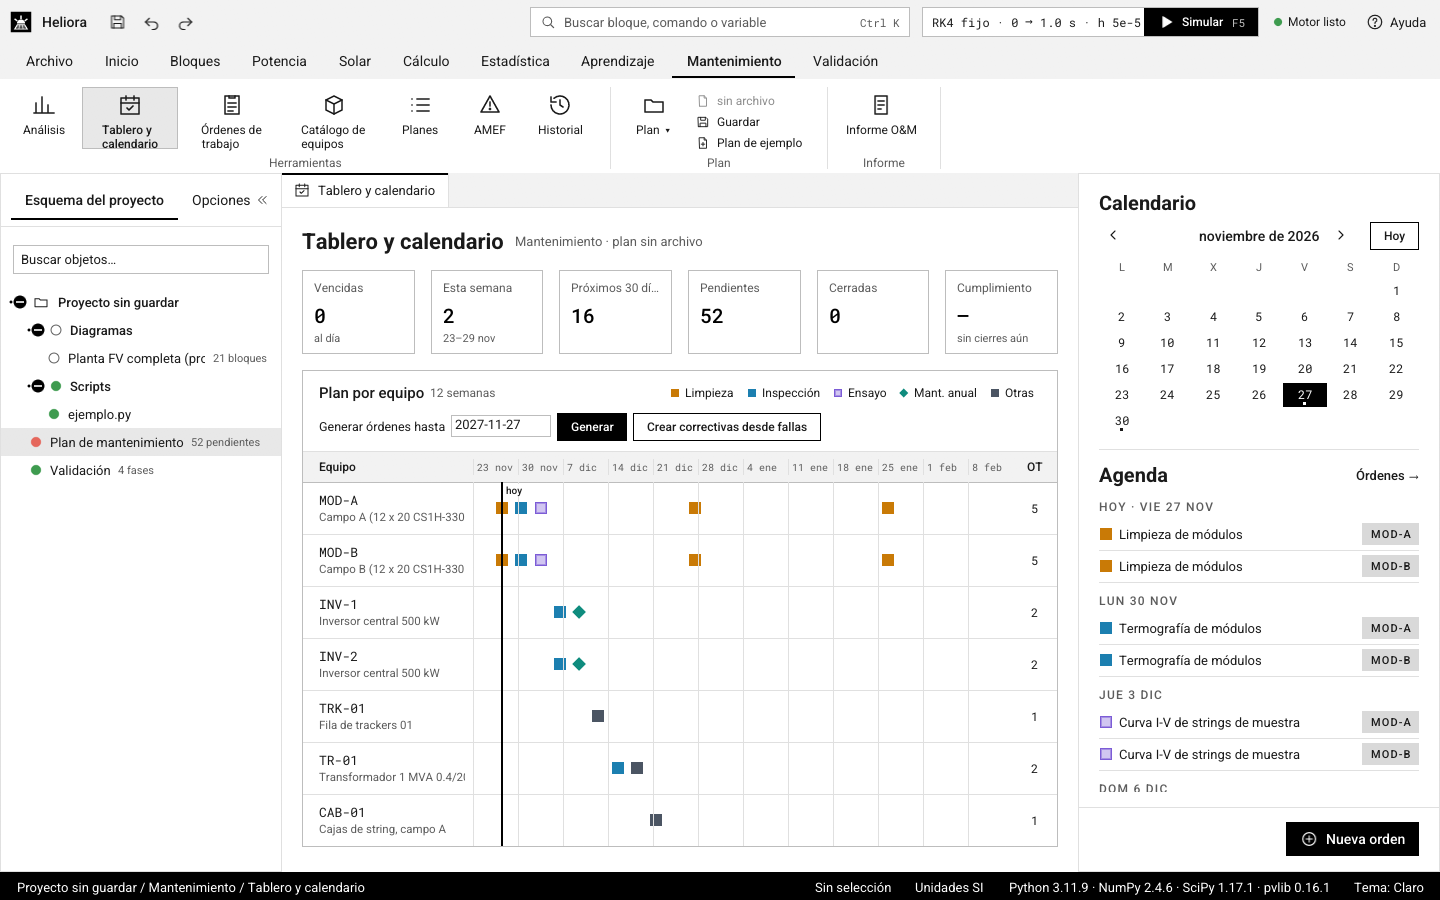 Heliora
Buscar bloque, comando o variable
Ctrl K
RK4 fijo · 0 → 1.0 s · h 5e-5
Simular F5
Motor listo
Ayuda
Archivo
Inicio
Bloques
Potencia
Solar
Cálculo
Estadística
Aprendizaje
Mantenimiento
Validación
Análisis
Tablero y
calendario
Órdenes de
trabajo
Catálogo de
equipos
Planes
AMEF
Historial
Herramientas
Plan
sin archivo
Guardar
Plan de ejemplo
Plan
Informe O&M
Informe
Esquema del proyecto
Opciones
Buscar objetos...
Proyecto sin guardar
Diagramas
Planta FV completa (prc 21 bloques
Scripts
ejemplo.py
Plan de mantenimiento 52 pendientes
Validación 4 fases
Tablero y calendario
Tablero y calendario Mantenimiento · plan sin archivo
Vencidas
0
al día
Esta semana
2
23–29 nov
Próximos 30 dí...
16
Pendientes
52
Cerradas
0
Cumplimiento
—
sin cierres aún
Plan por equipo 12 semanas
Limpieza Inspección Ensayo Mant. anual Otras
Generar órdenes hasta 2027-11-27 Generar Crear correctivas desde fallas
Equipo 23 nov 30 nov 7 dic 14 dic 21 dic 28 dic 4 ene 11 ene 18 ene 25 ene 1 feb 8 feb OT
hoy
MOD-A
Campo A (12 x 20 CS1H-330
5
MOD-B
Campo B (12 x 20 CS1H-330
5
INV-1
Inversor central 500 kW
2
INV-2
Inversor central 500 kW
2
TRK-01
Fila de trackers 01
1
TR-01
Transformador 1 MVA 0.4/20
2
CAB-01
Cajas de string, campo A
1
Calendario
noviembre de 2026
Hoy
L M X J V S D
1
2 3 4 5 6 7 8
9 10 11 12 13 14 15
16 17 18 19 20 21 22
23 24 25 26 27 28 29
30
Agenda
Órdenes →
HOY · VIE 27 NOV
Limpieza de módulos MOD-A
Limpieza de módulos MOD-B
LUN 30 NOV
Termografía de módulos MOD-A
Termografía de módulos MOD-B
JUE 3 DIC
Curva I-V de strings de muestra MOD-A
Curva I-V de strings de muestra MOD-B
DOM 6 DIC
Nueva orden
Proyecto sin guardar / Mantenimiento / Tablero y calendario
Sin selección
Unidades SI
Python 3.11.9 · NumPy 2.4.6 · SciPy 1.17.1 · pvlib 0.16.1
Tema: Claro